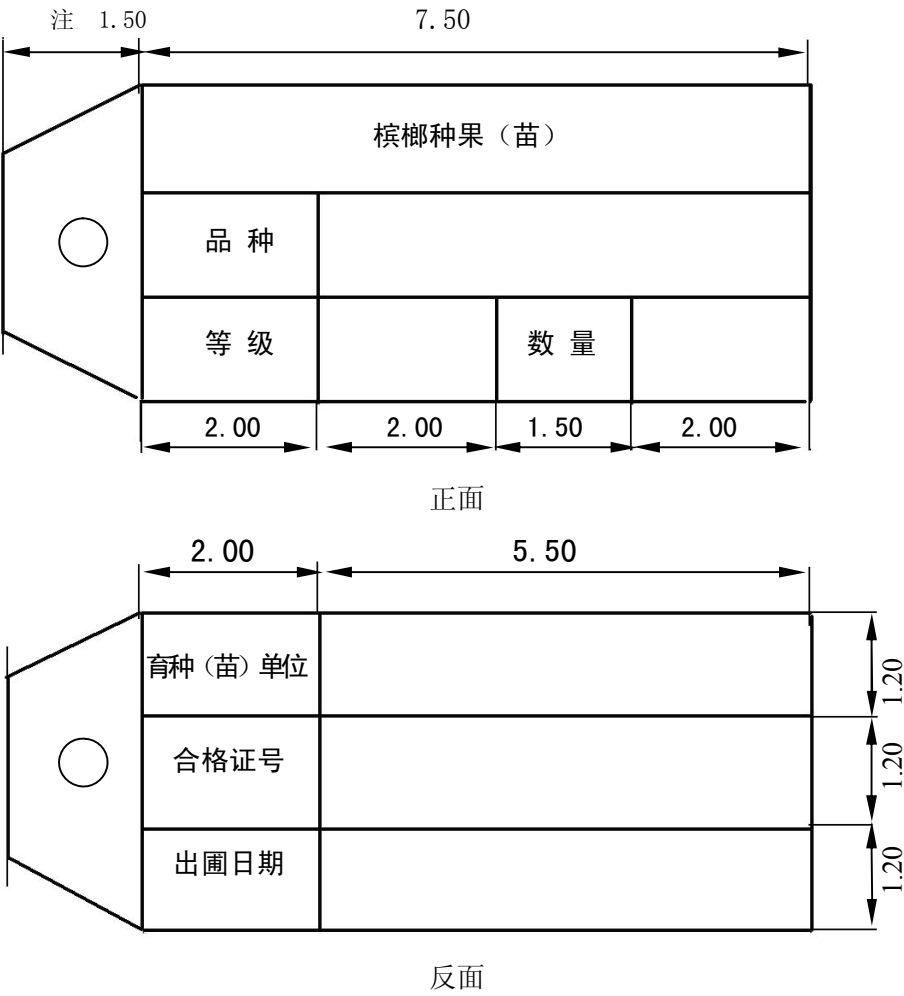 注 1.50 7.50
槟榔种果（苗）
品 种
等 级 数 量
2.00 2.00 1.50 2.00
正面
2.00 5.50
育种（苗）单位 1.20
合格证号 1.20
出圃日期 1.20
反面